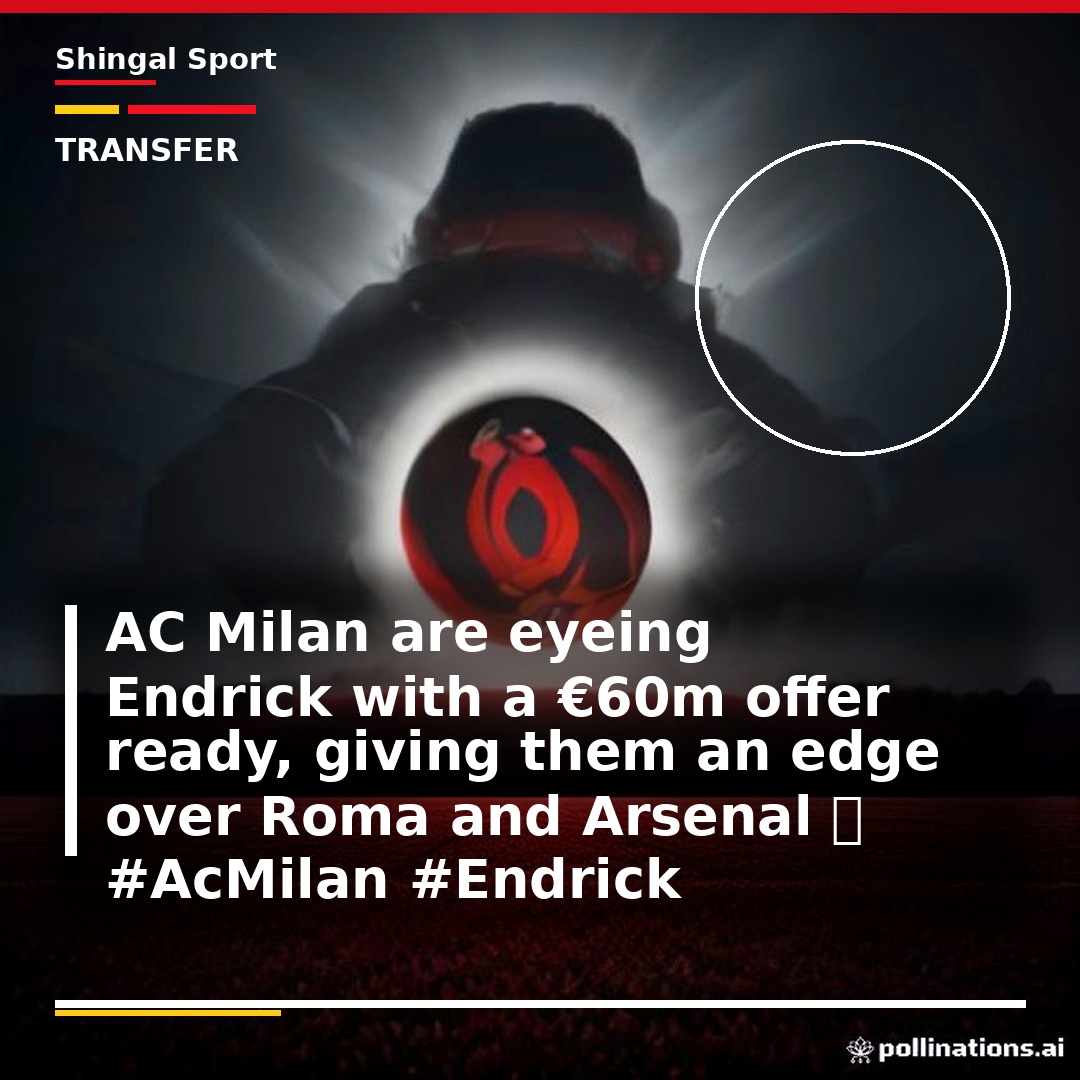 Shingal Sport
TRANSFER
AC Milan are eyeing
Endrick with a €60m offer
ready, giving them an edge
over Roma and Arsenal
#AcMilan #Endrick
pollinations.ai